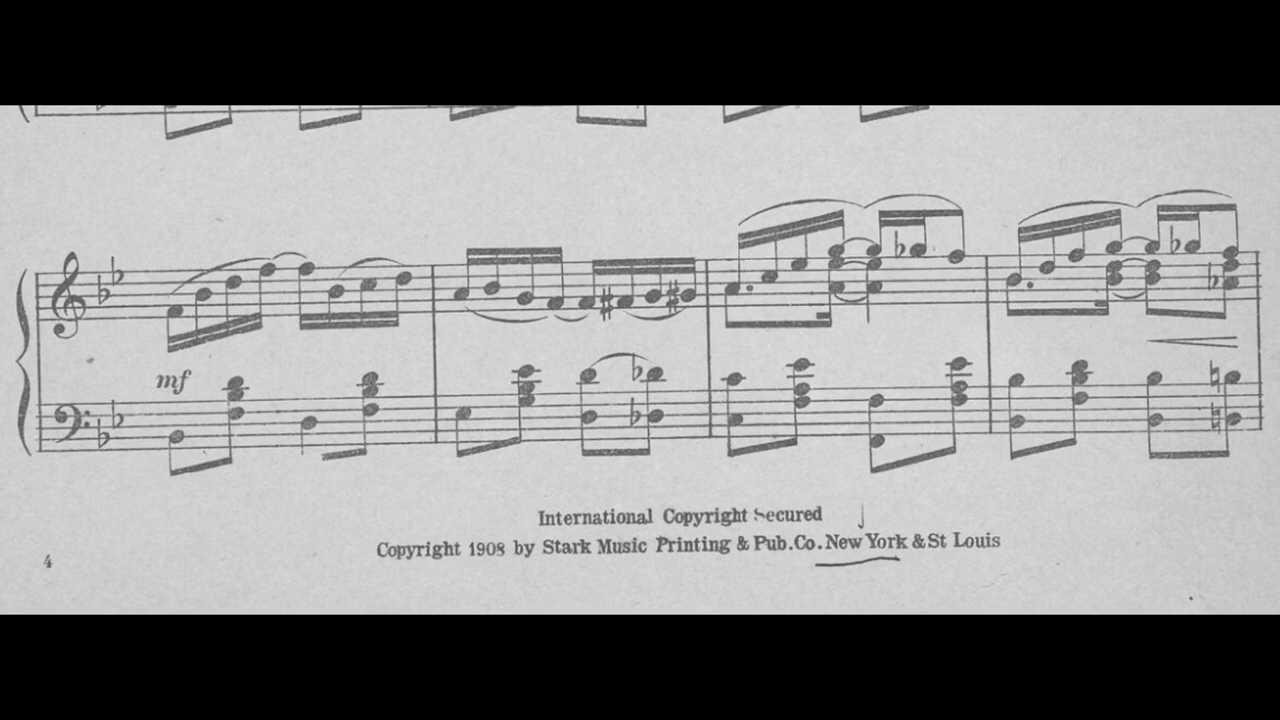 mf
International Copyright Secured
Copyright 1908 by Stark Music Printing & Pub. Co. New York & St Louis
4